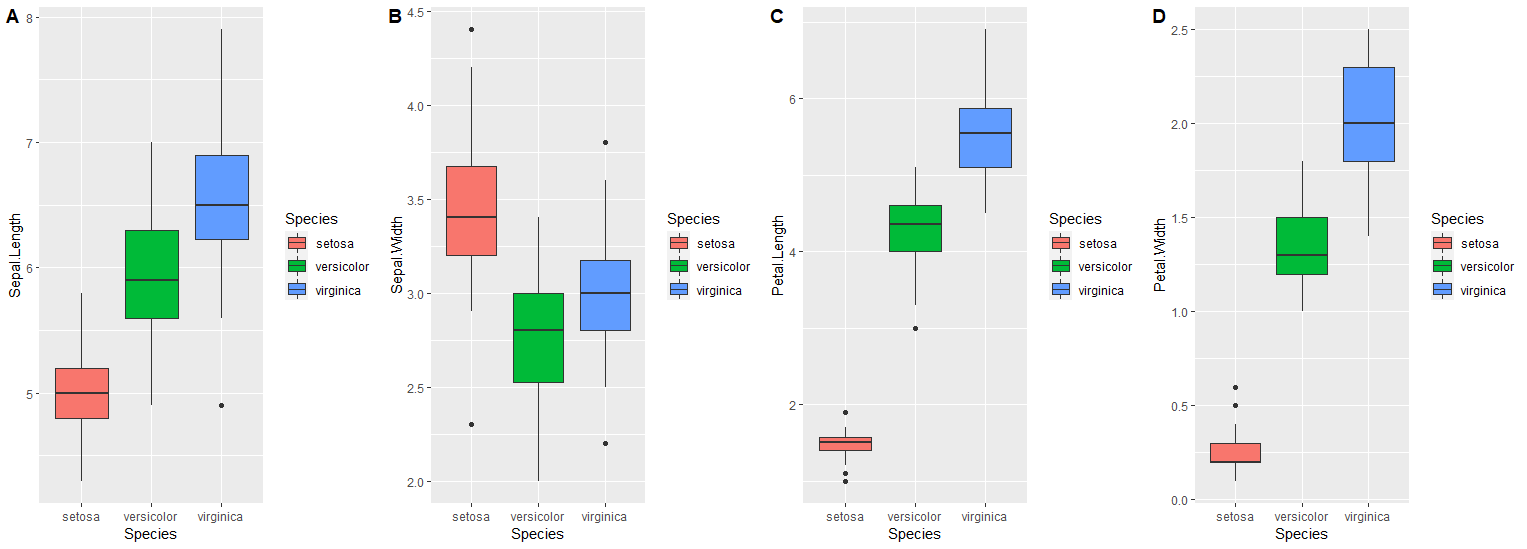 A
Sepal.Length
8
7
6
5
setosa
versicolor
virginica
Species
Species
setosa
versicolor
virginica
B
Sepal.Width
4.5
4.0
3.5
3.0
2.5
2.0
setosa
versicolor
virginica
Species
Species
setosa
versicolor
virginica
C
Petal.Length
6
4
2
setosa
versicolor
virginica
Species
Species
setosa
versicolor
virginica
D
Petal.Width
2.5
2.0
1.5
1.0
0.5
0.0
setosa
versicolor
virginica
Species
Species
setosa
versicolor
virginica